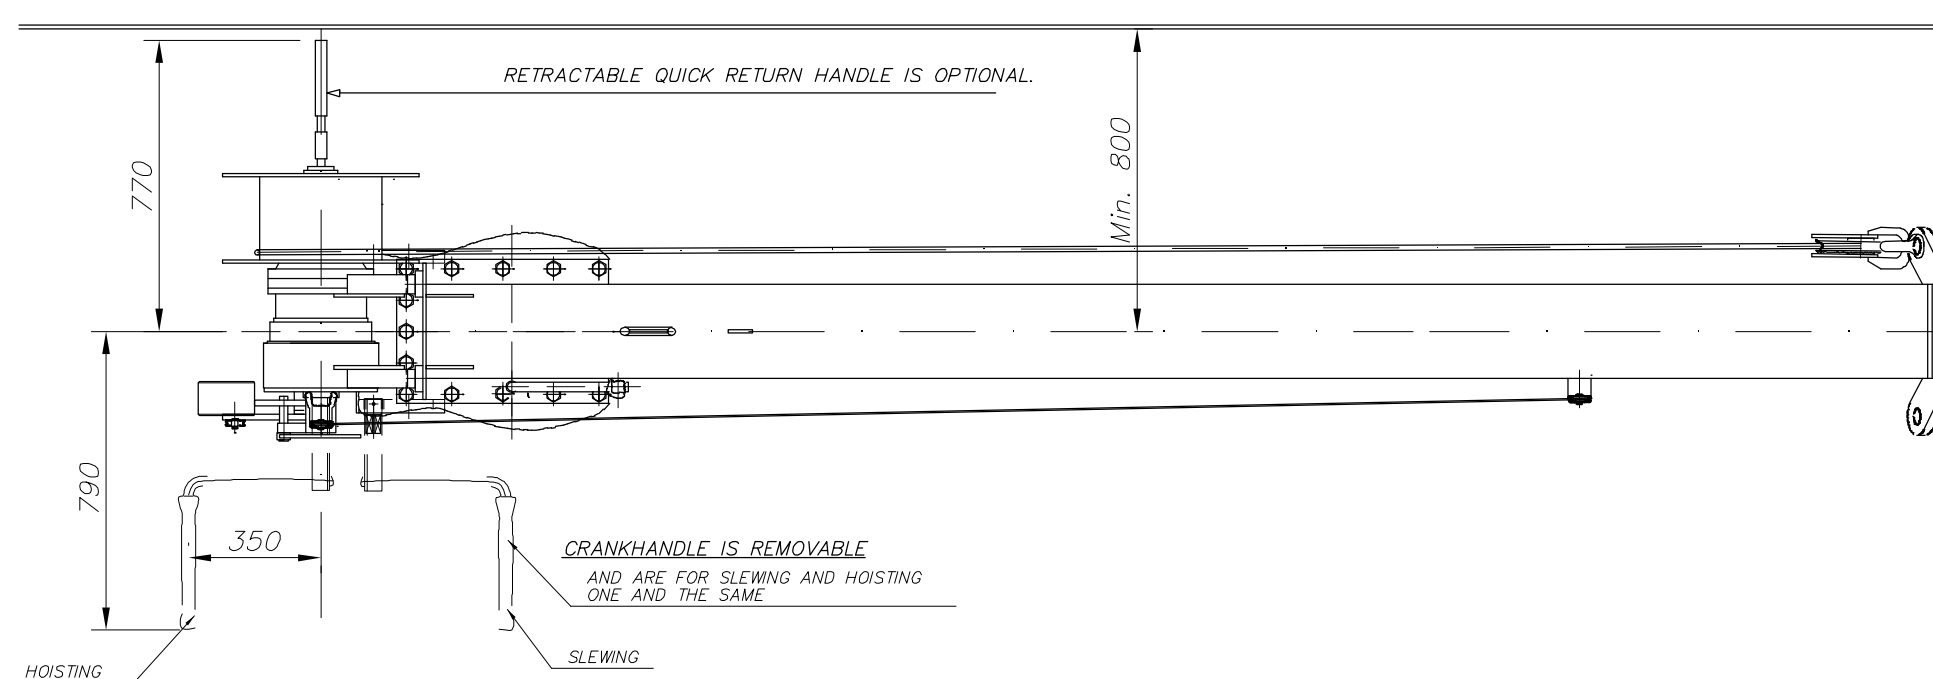 RETRACTABLE QUICK RETURN HANDLE IS OPTIONAL.
770
Min. 800
790
350
CRANKHANDLE IS REMOVABLE
AND ARE FOR SLEWING AND HOISTING
ONE AND THE SAME
SLEWING
HOISTING